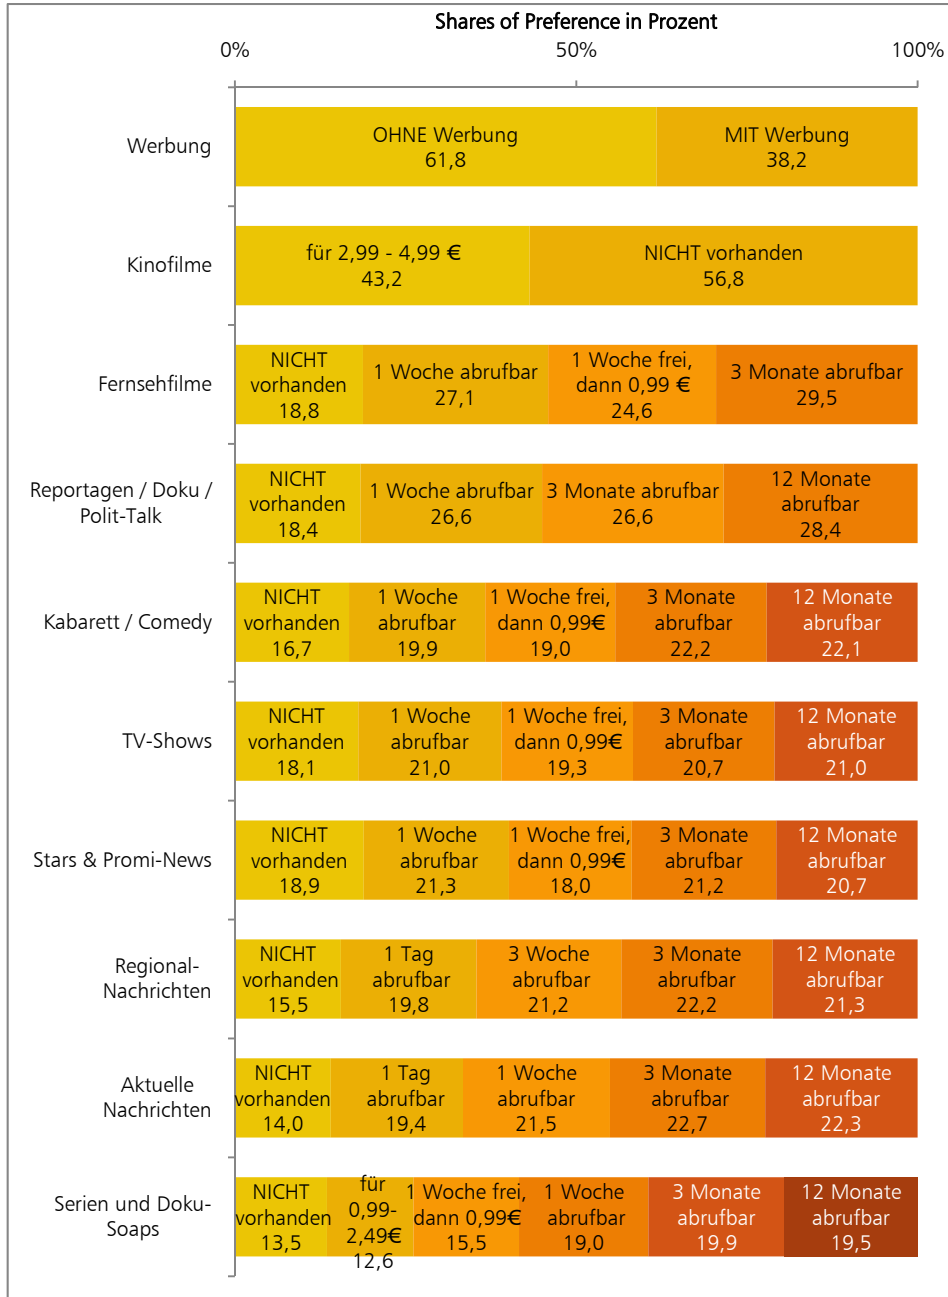 Shares of Preference in Prozent
0%
50%
100%
Werbung
OHNE Werbung
61,8
MIT Werbung
38,2
Kinofilme
für 2,99 - 4,99 €
43,2
NICHT vorhanden
56,8
Fernsehfilme
NICHT
vorhanden
18,8
1 Woche abrufbar
27,1
1 Woche frei,
dann 0,99 €
24,6
3 Monate abrufbar
29,5
Reportagen / Doku /
Polit-Talk
NICHT
vorhanden
18,4
1 Woche abrufbar
26,6
3 Monate abrufbar
26,6
12 Monate
abrufbar
28,4
Kabarett / Comedy
NICHT
vorhanden
16,7
1 Woche
abrufbar
19,9
1 Woche frei,
dann 0,99€
19,0
3 Monate
abrufbar
22,2
12 Monate
abrufbar
22,1
TV-Shows
NICHT
vorhanden
18,1
1 Woche
abrufbar
21,0
1 Woche frei,
dann 0,99€
19,3
3 Monate
abrufbar
20,7
12 Monate
abrufbar
21,0
Stars & Promi-News
NICHT
vorhanden
18,9
1 Woche
abrufbar
21,3
1 Woche frei,
dann 0,99€
18,0
3 Monate
abrufbar
21,2
12 Monate
abrufbar
20,7
Regional-
Nachrichten
NICHT
vorhanden
15,5
1 Tag
abrufbar
19,8
3 Woche
abrufbar
21,2
3 Monate
abrufbar
22,2
12 Monate
abrufbar
21,3
Aktuelle
Nachrichten
NICHT
vorhanden
14,0
1 Tag
abrufbar
19,4
1 Woche
abrufbar
21,5
3 Monate
abrufbar
22,7
12 Monate
abrufbar
22,3
Serien und Doku-
Soaps
NICHT
vorhanden
13,5
für
0,99-
2,49€
12,6
1 Woche frei,
dann 0,99€
15,5
1 Woche
abrufbar
19,0
3 Monate
abrufbar
19,9
12 Monate
abrufbar
19,5